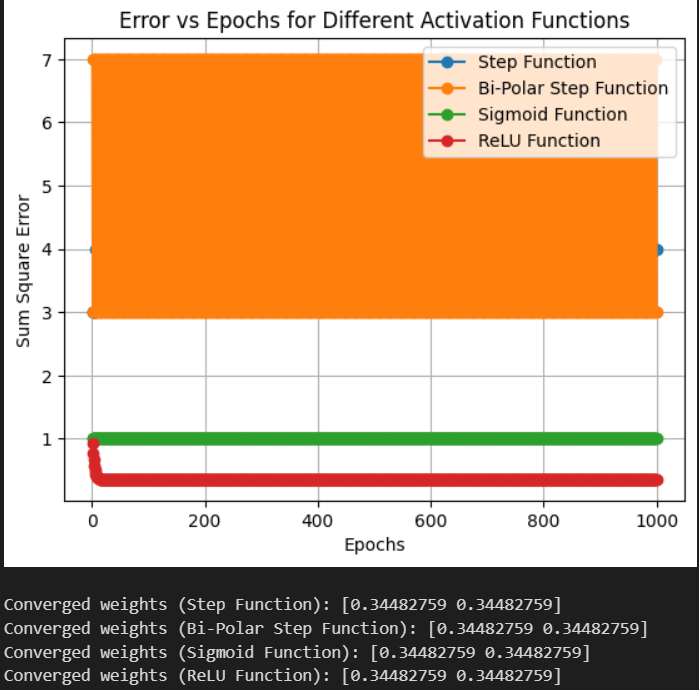 Error vs Epochs for Different Activation Functions
Step Function
Bi-Polar Step Function
Sigmoid Function
ReLU Function
Sum Square Error
7
6
5
4
3
2
1
0 200 400 600 800 1000
Epochs
Converged weights (Step Function): [0.34482759 0.34482759]
Converged weights (Bi-Polar Step Function): [0.34482759 0.34482759]
Converged weights (Sigmoid Function): [0.34482759 0.34482759]
Converged weights (ReLU Function): [0.34482759 0.34482759]